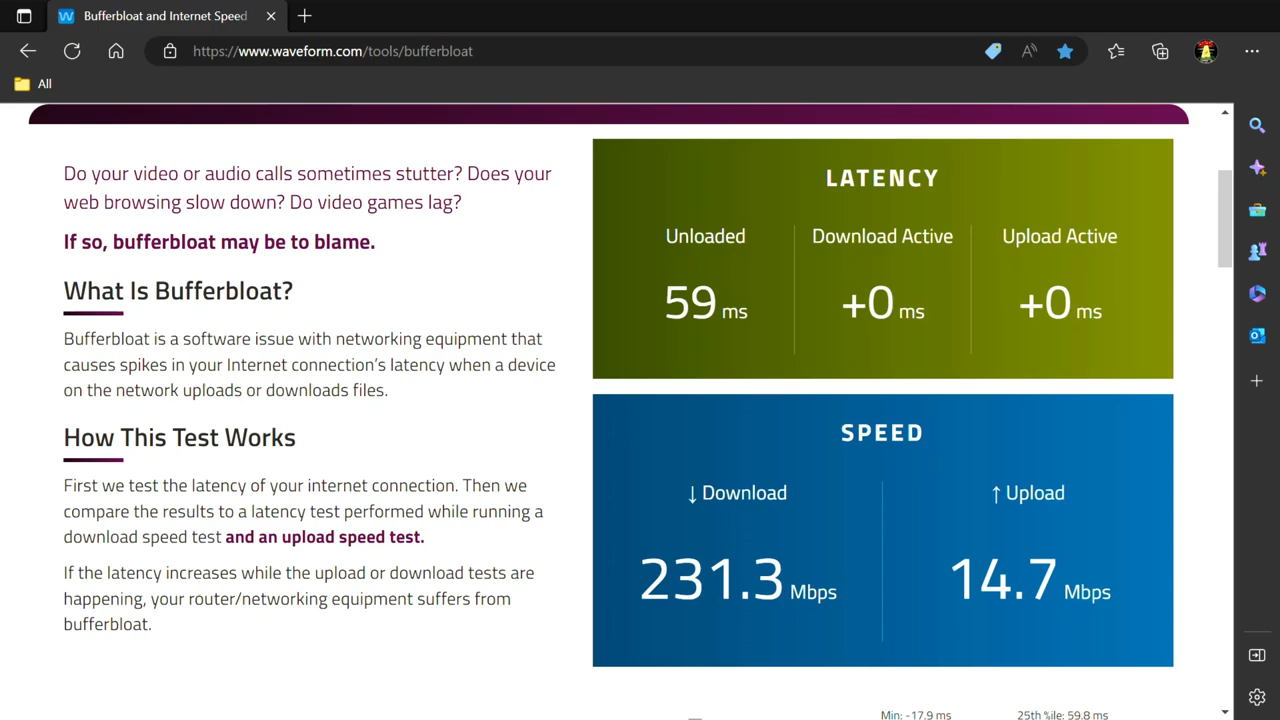 Bufferbloat and Internet Speed
https://www.waveform.com/tools/bufferbloat
All
Do your video or audio calls sometimes stutter? Does your
web browsing slow down? Do video games lag?
If so, bufferbloat may be to blame.
What Is Bufferbloat?
Bufferbloat is a software issue with networking equipment that
causes spikes in your Internet connection’s latency when a device
on the network uploads or downloads files.
How This Test Works
First we test the latency of your internet connection. Then we
compare the results to a latency test performed while running a
download speed test and an upload speed test.
If the latency increases while the upload or download tests are
happening, your router/networking equipment suffers from
bufferbloat.
LATENCY
Unloaded
Download Active
Upload Active
59 ms
+0 ms
+0 ms
SPEED
↓ Download
↑ Upload
231.3 Mbps
14.7 Mbps
Min: -17.9 ms
25th %ile: 59.8 ms